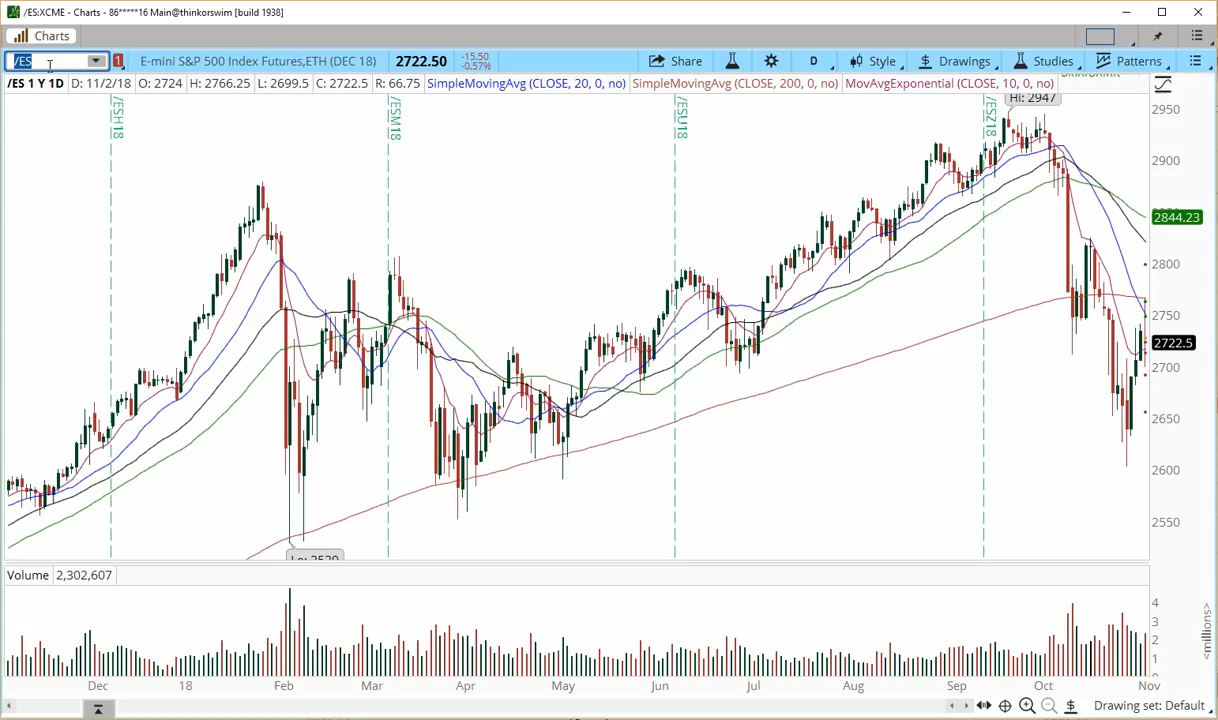 /ES:XCME - Charts - 86*****16 Main@thinkorswim [build 1938]
Charts
/ES 1 E-mini S&P 500 Index Futures,ETH (DEC 18) 2722.50 -15.50 -0.57% Share D Style Drawings Studies Patterns
/ES 1 Y 1D D: 11/2/18 O: 2724 H: 2766.25 L: 2699.5 C: 2722.5 R: 66.75 SimpleMovingAvg (CLOSE, 20, 0, no) SimpleMovingAvg (CLOSE, 200, 0, no) MovAvgExponential (CLOSE, 10, 0, no)
/ESH18
/ESM18
/ESU18
/ESZ18
Hi: 2947
2950
2900
2844.23
2800
2750
2722.5
2700
2650
2600
2550
Lo: 2529
Volume 2,302,607
4
3
2
1
<millions>
Dec 18 Feb Mar Apr May Jun Jul Aug Sep Oct Nov
Drawing set: Default